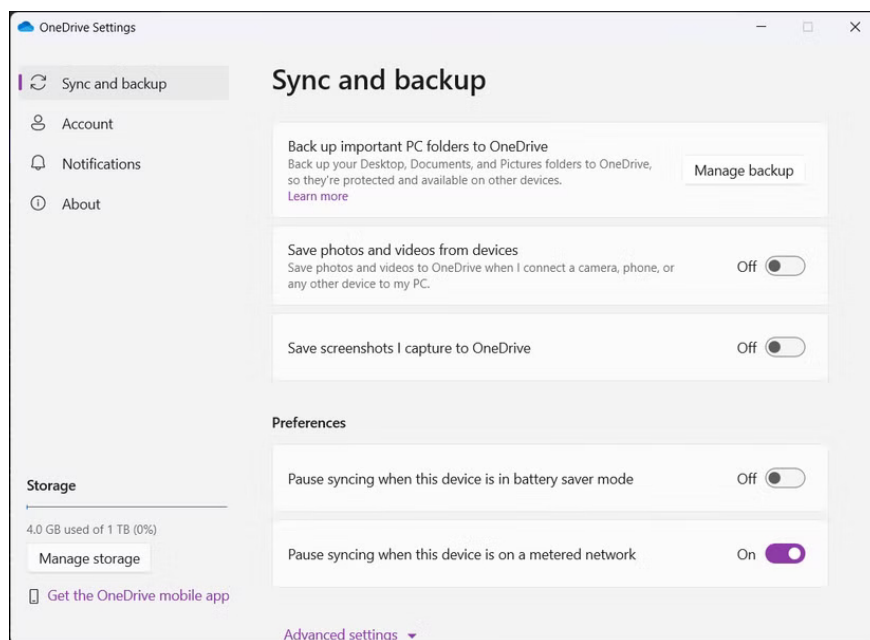 OneDrive Settings
Sync and backup
Account
Notifications
About
Storage
4.0 GB used of 1 TB (0%)
Manage storage
Get the OneDrive mobile app
Sync and backup
Back up important PC folders to OneDrive
Back up your Desktop, Documents, and Pictures folders to OneDrive,
so they're protected and available on other devices.
Learn more
Manage backup
Save photos and videos from devices
Save photos and videos to OneDrive when I connect a camera, phone, or
any other device to my PC.
Off
Save screenshots I capture to OneDrive
Off
Preferences
Pause syncing when this device is in battery saver mode
Off
Pause syncing when this device is on a metered network
On
Advanced settings